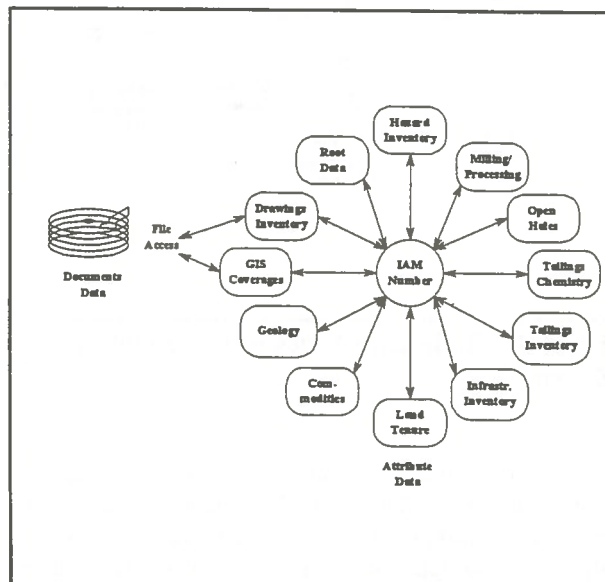 Hazard
Inventory
Root
Data
Milling/
Processing
Drawings
Inventory
Open
Holes
File
Access
GIS
Coverages
IAM
Number
Tailings
Chemistry
Documents
Data
Geology
Tailings
Inventory
Com-
modities
Infrastr.
Inventory
Land
Tenure
Attribute
Data